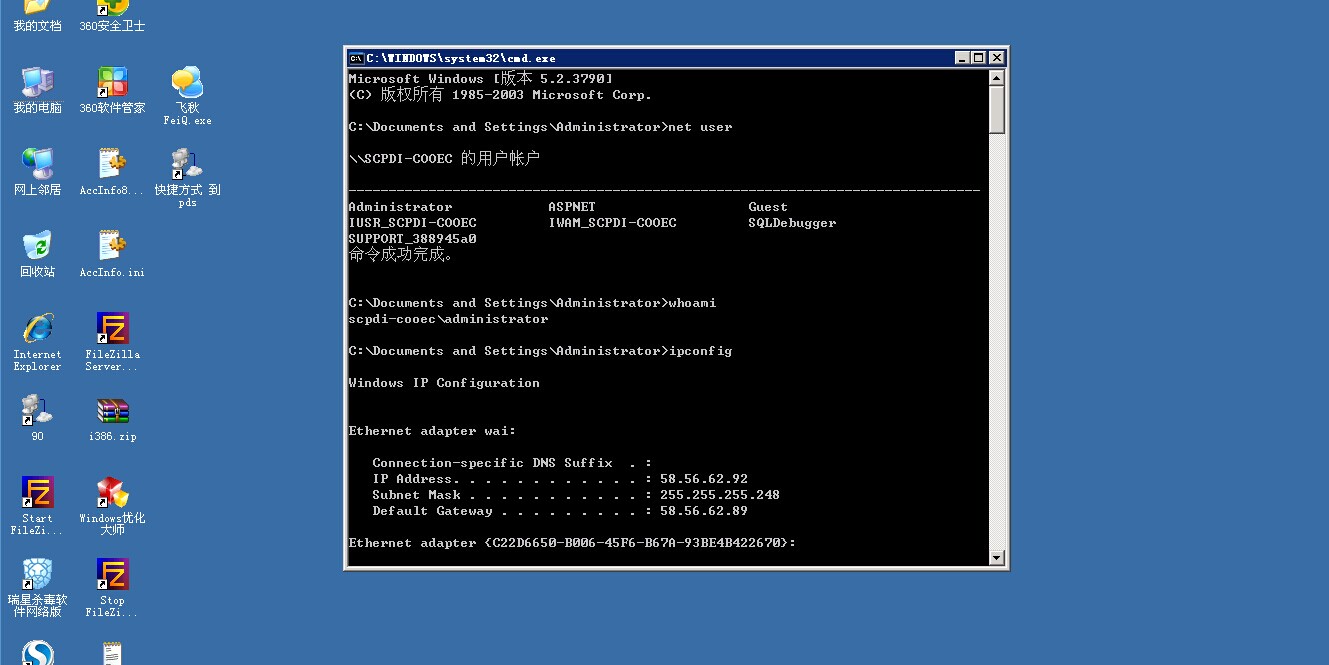 我的文档
360安全卫士
我的电脑
360软件管家
飞秋
FeiQ.exe
网上邻居
AccInfo8...
快捷方式 到
pds
回收站
AccInfo.ini
Internet
Explorer
FileZilla
Server...
90
i386.zip
Start
FileZi...
Windows优化
大师
瑞星杀毒软
件网络版
Stop
FileZi...
C:\WINDOWS\system32\cmd.exe
Microsoft Windows [版本 5.2.3790]
(C) 版权所有 1985-2003 Microsoft Corp.
C:\Documents and Settings\Administrator>net user
\\SCPDI-COOEC 的用户帐户
-------------------------------------------------------------------------------
Administrator ASPNET Guest
IUSR_SCPDI-COOEC IWAM_SCPDI-COOEC SQLDebugger
SUPPORT_388945a0
命令成功完成。
C:\Documents and Settings\Administrator>whoami
scpdi-cooec\administrator
C:\Documents and Settings\Administrator>ipconfig
Windows IP Configuration
Ethernet adapter wai:
Connection-specific DNS Suffix . :
IP Address. . . . . . . . . . . . : 58.56.62.92
Subnet Mask . . . . . . . . . . . : 255.255.255.248
Default Gateway . . . . . . . . . : 58.56.62.89
Ethernet adapter {C22D6650-B006-45F6-B67A-93BE4B422670}: